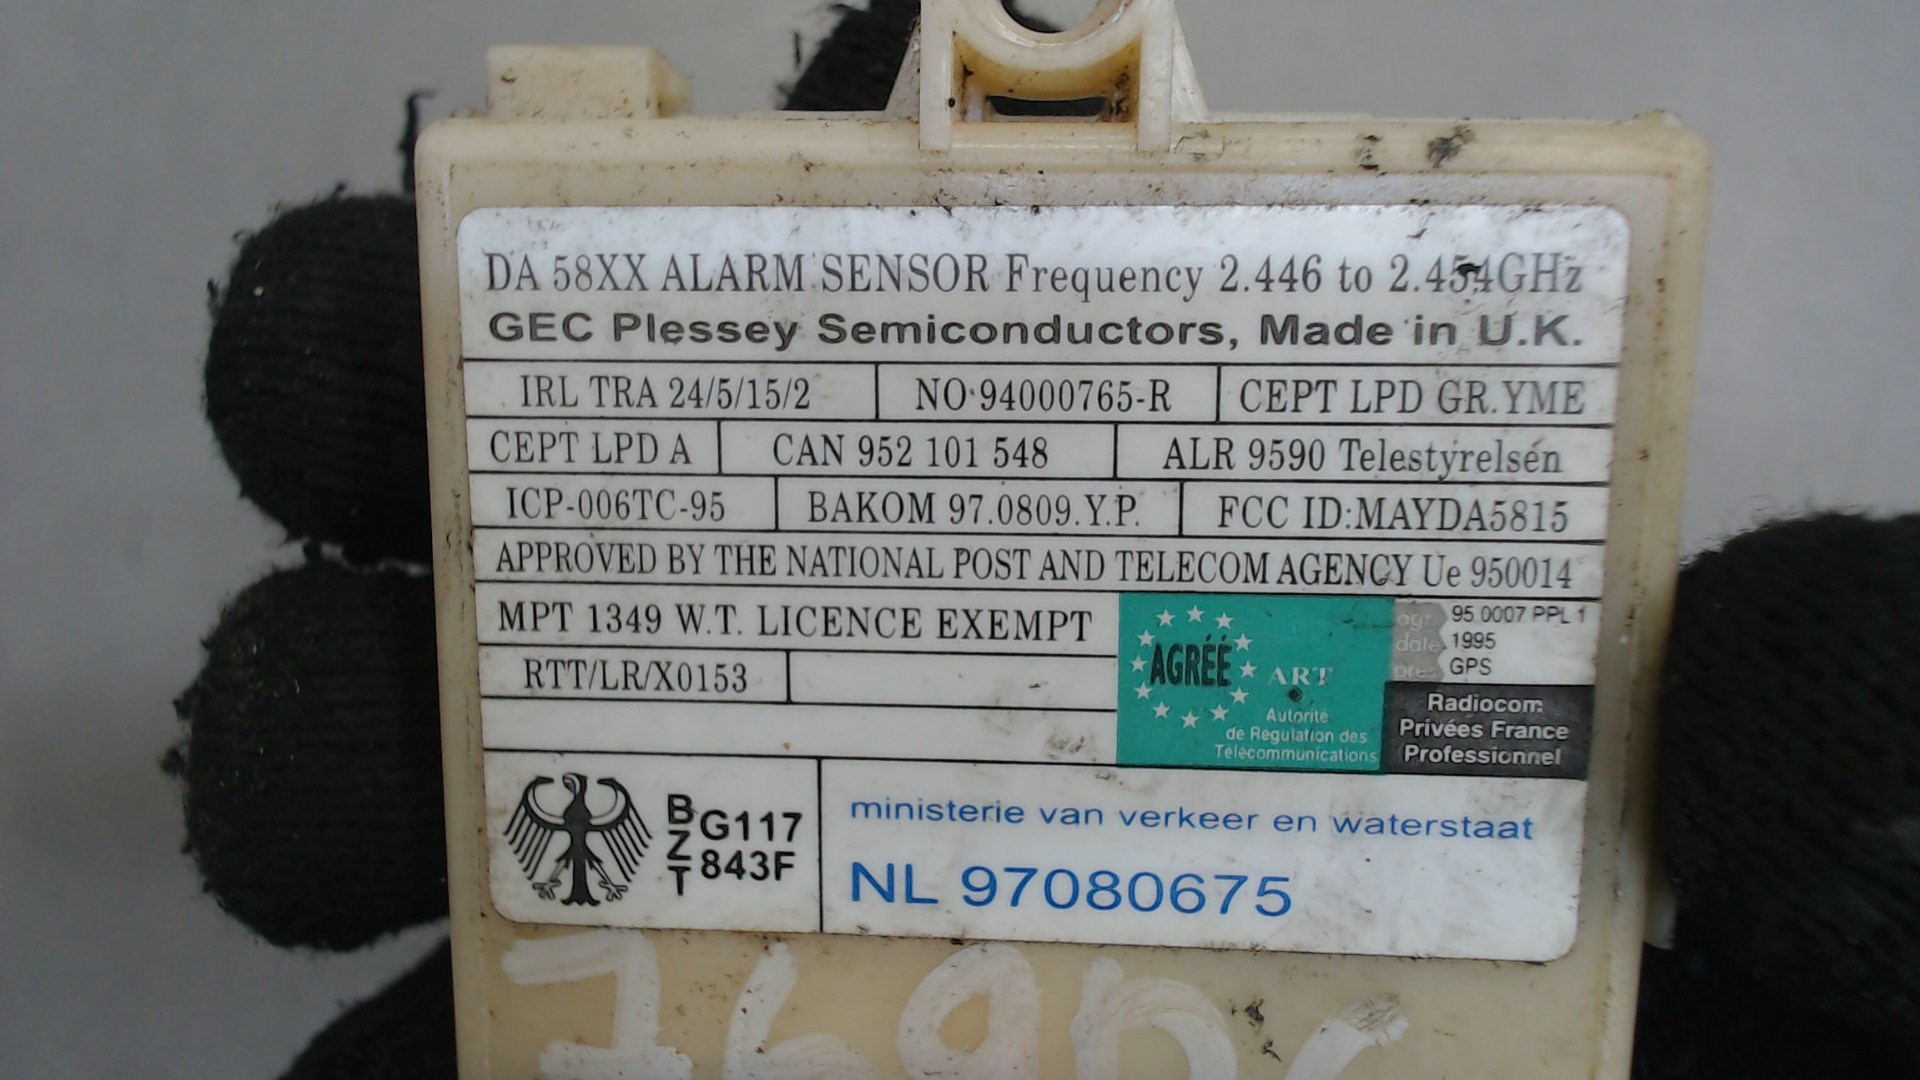 DA 58XX ALARM SENSOR Frequency 2.446 to 2.454GHz
GEC Plessey Semiconductors, Made in U.K.
IRL TRA 24/5/15/2 NO 94000765-R CEPT LPD GR.YME
CEPT LPD A CAN 952 101 548 ALR 9590 Telestyrelsén
ICP-006TC-95 BAKOM 97.0809.Y.P. FCC ID:MAYDA5815
APPROVED BY THE NATIONAL POST AND TELECOM AGENCY Ue 950014
MPT 1349 W.T. LICENCE EXEMPT
RTT/LR/X0153
AGRÉÉ
ART
Autorité
de Régulation des
Télécommunications
agr. 95 0007 PPL 1
date 1995
GPS
Radiocom
Privées France
Professionnel
BZT G117
843F
ministerie van verkeer en waterstaat
NL 97080675